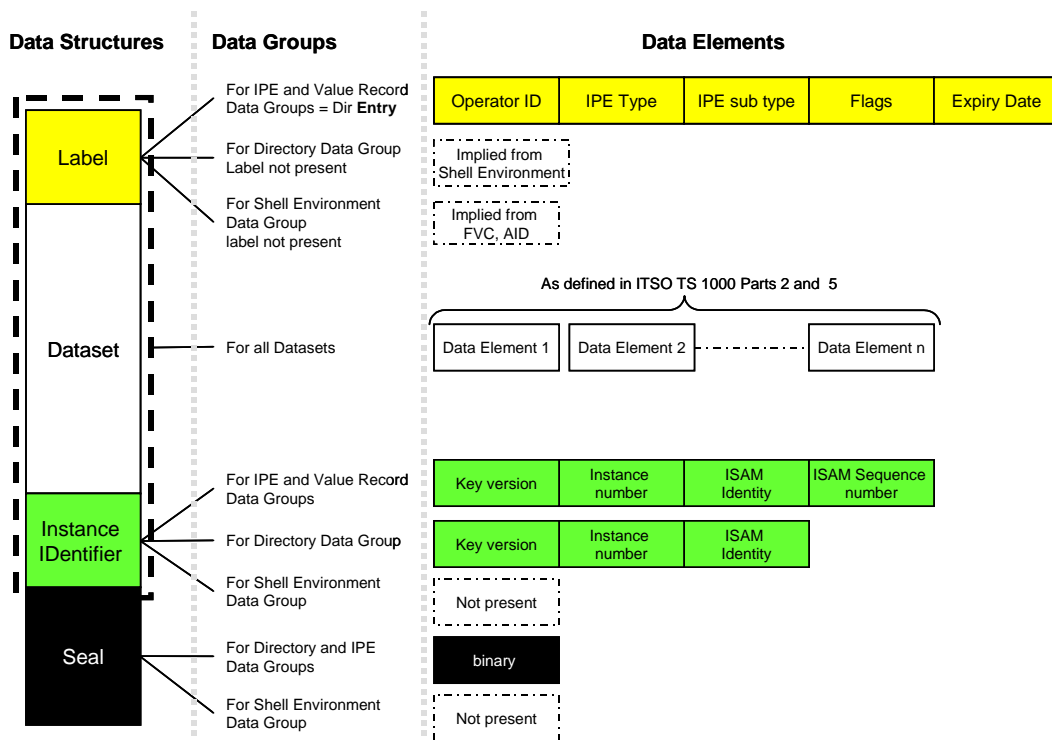 Data Structures
Data Groups
Data Elements
For IPE and Value Record
Data Groups = Dir Entry
Operator ID
IPE Type
IPE sub type
Flags
Expiry Date
Label
For Directory Data Group
Label not present
Implied from
Shell Environment
For Shell Environment
Data Group
label not present
Implied from
FVC, AID
As defined in ITSO TS 1000 Parts 2 and 5
Dataset
For all Datasets
Data Element 1
Data Element 2
Data Element n
For IPE and Value Record
Data Groups
Key version
Instance
number
ISAM
Identity
ISAM Sequence
number
Instance
IDentifier
For Directory Data Group
Key version
Instance
number
ISAM
Identity
For Shell Environment
Data Group
Not present
Seal
For Directory and IPE
Data Groups
binary
For Shell Environment
Data Group
Not present